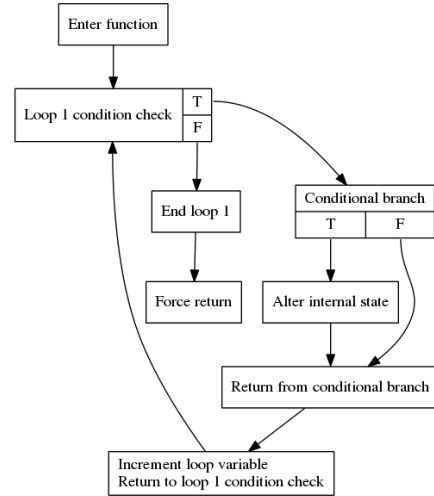 Enter function
Loop 1 condition check
T
F
End loop 1
Conditional branch
T
F
Force return
Alter internal state
Return from conditional branch
Increment loop variable
Return to loop 1 condition check